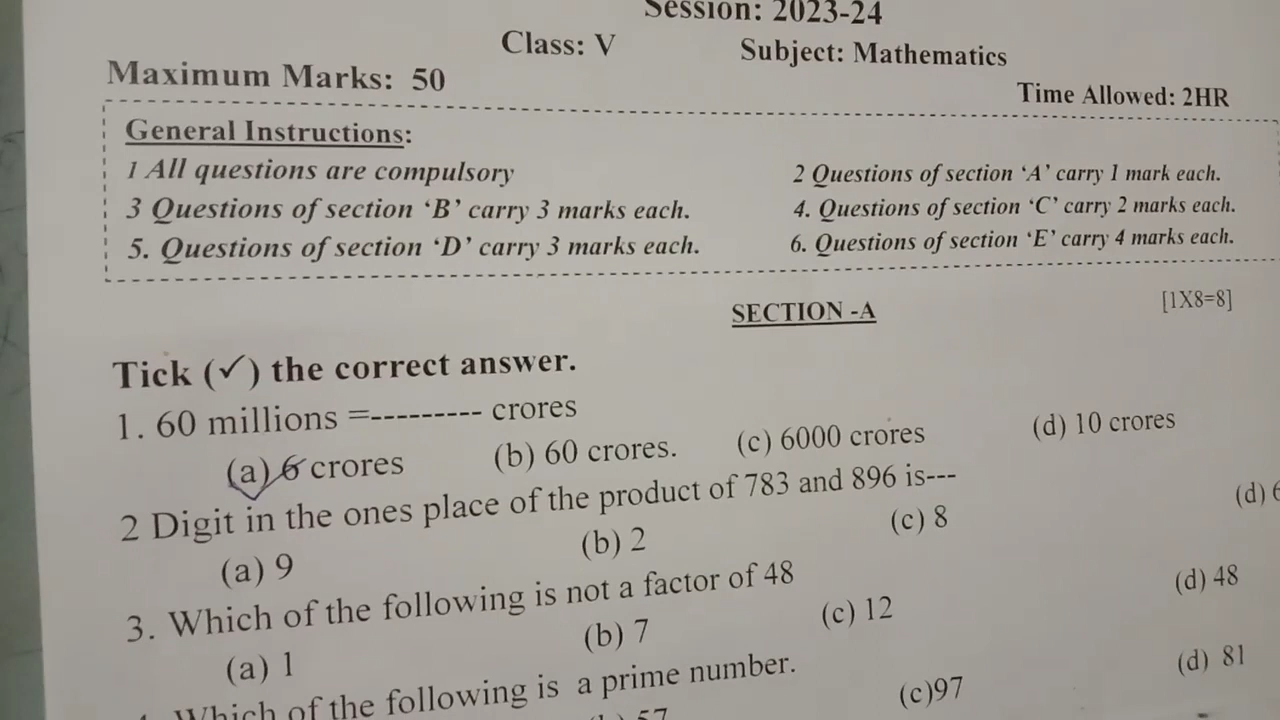 Session: 2023-24
Class: V Subject: Mathematics
Maximum Marks: 50
Time Allowed: 2HR
General Instructions:
1 All questions are compulsory 2 Questions of section ‘A’ carry 1 mark each.
3 Questions of section ‘B’ carry 3 marks each. 4. Questions of section ‘C’ carry 2 marks each.
5. Questions of section ‘D’ carry 3 marks each. 6. Questions of section ‘E’ carry 4 marks each.
SECTION -A [1X8=8]
Tick (✓) the correct answer.
1. 60 millions =--------- crores
(a) 6 crores (b) 60 crores. (c) 6000 crores (d) 10 crores
2 Digit in the ones place of the product of 783 and 896 is---
(a) 9 (b) 2 (c) 8 (d)
3. Which of the following is not a factor of 48
(a) 1 (b) 7 (c) 12 (d) 48
Which of the following is a prime number.
57 (c)97 (d) 81